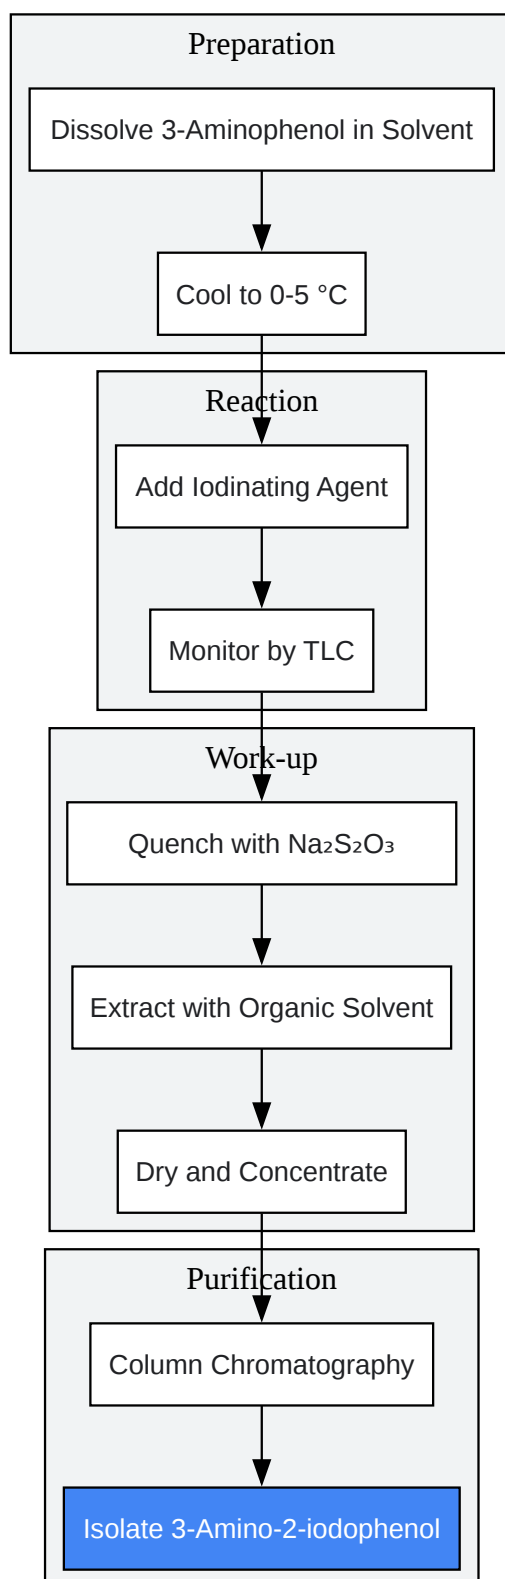 Preparation
Dissolve 3-Aminophenol in Solvent
Cool to 0-5 °C
Reaction
Add Iodinating Agent
Monitor by TLC
Work-up
Quench with Na₂S₂O₃
Extract with Organic Solvent
Dry and Concentrate
Purification
Column Chromatography
Isolate 3-Amino-2-iodophenol